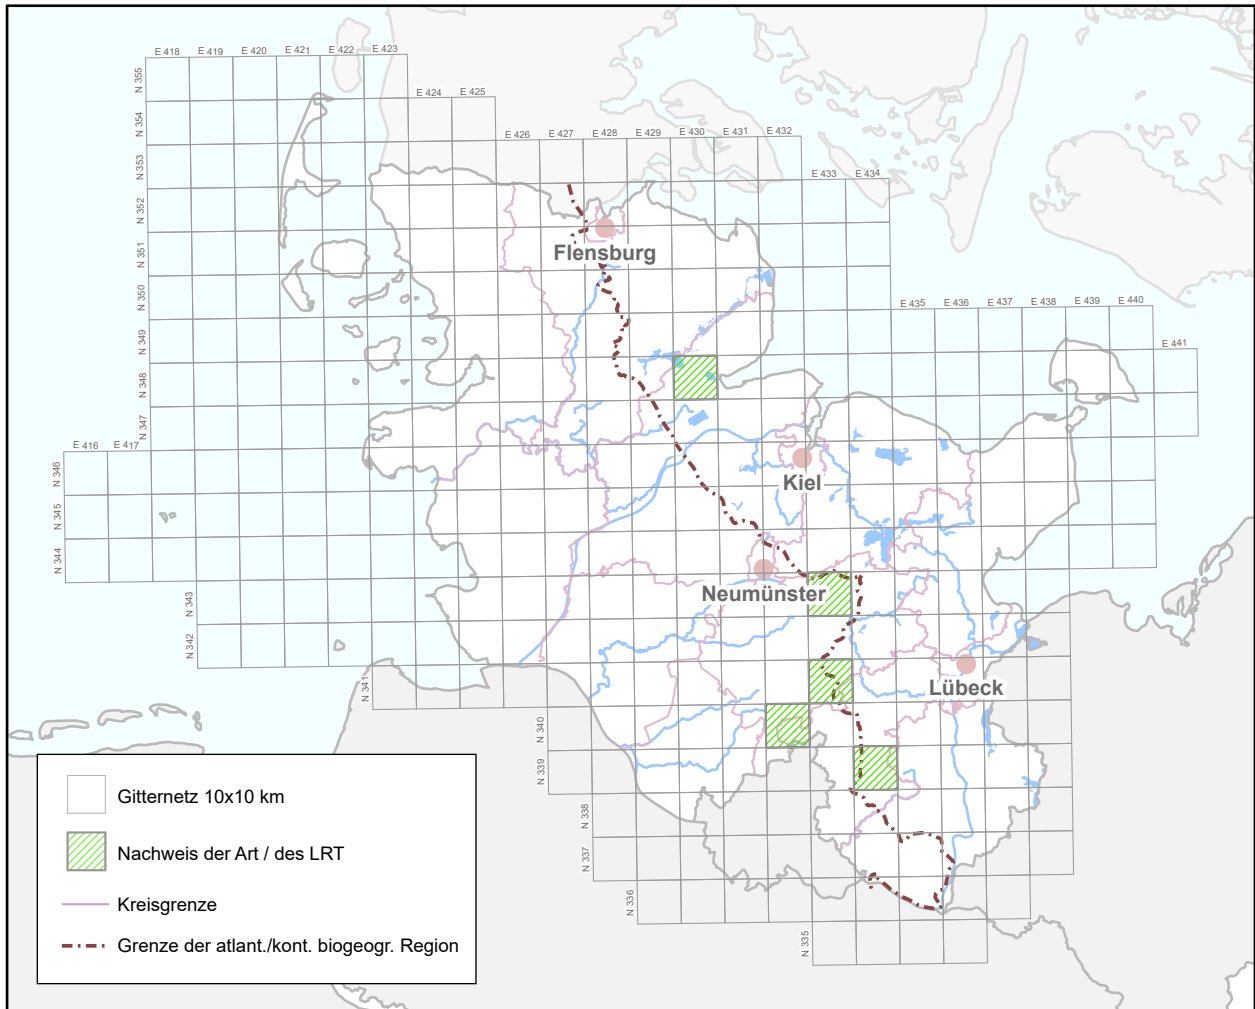 E 418 E 419 E 420 E 421 E 422 E 423
E 424 E 425
E 426 E 427 E 428 E 429 E 430 E 431 E 432
E 433 E 434
E 435 E 436 E 437 E 438 E 439 E 440
E 441
E 416 E 417
N 355
N 354
N 353
N 352
N 351
N 350
N 349
N 348
N 347
N 346
N 345
N 344
N 343
N 342
N 341
N 340
N 339
N 338
N 337
N 336
N 335
Flensburg
Kiel
Neumünster
Lübeck
Gitternetz 10x10 km
Nachweis der Art / des LRT
Kreisgrenze
Grenze der atlant./kont. biogeogr. Region